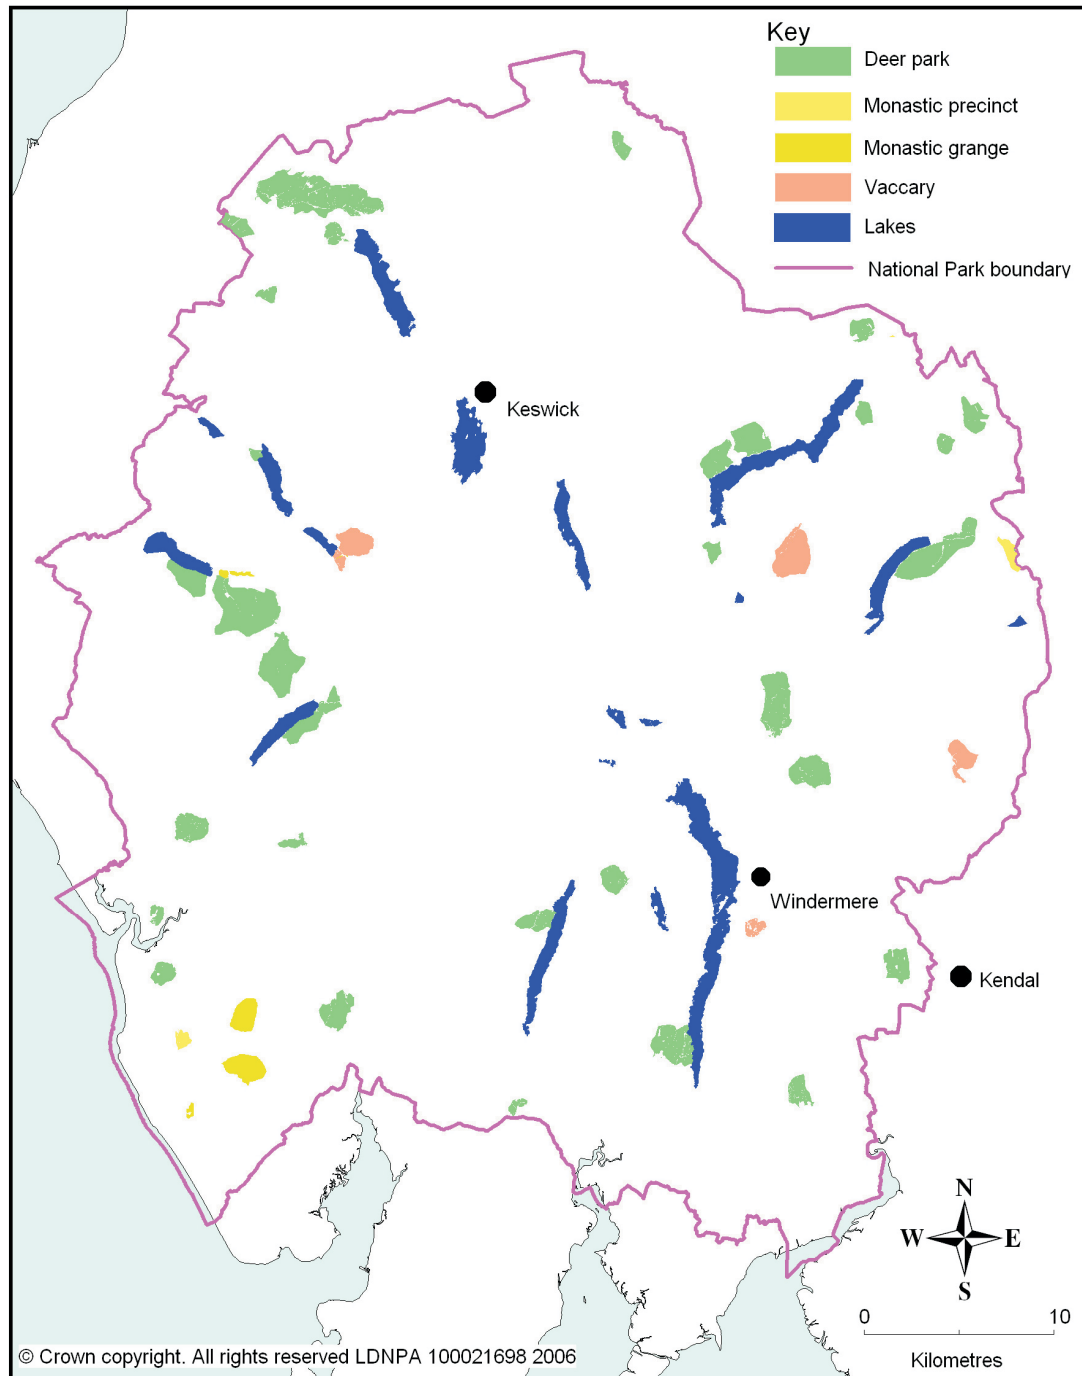 Key
Deer park
Monastic precinct
Monastic grange
Vaccary
Lakes
National Park boundary
Keswick
Windermere
Kendal
N
W E
S
0 10
Kilometres
© Crown copyright. All rights reserved LDNPA 100021698 2006